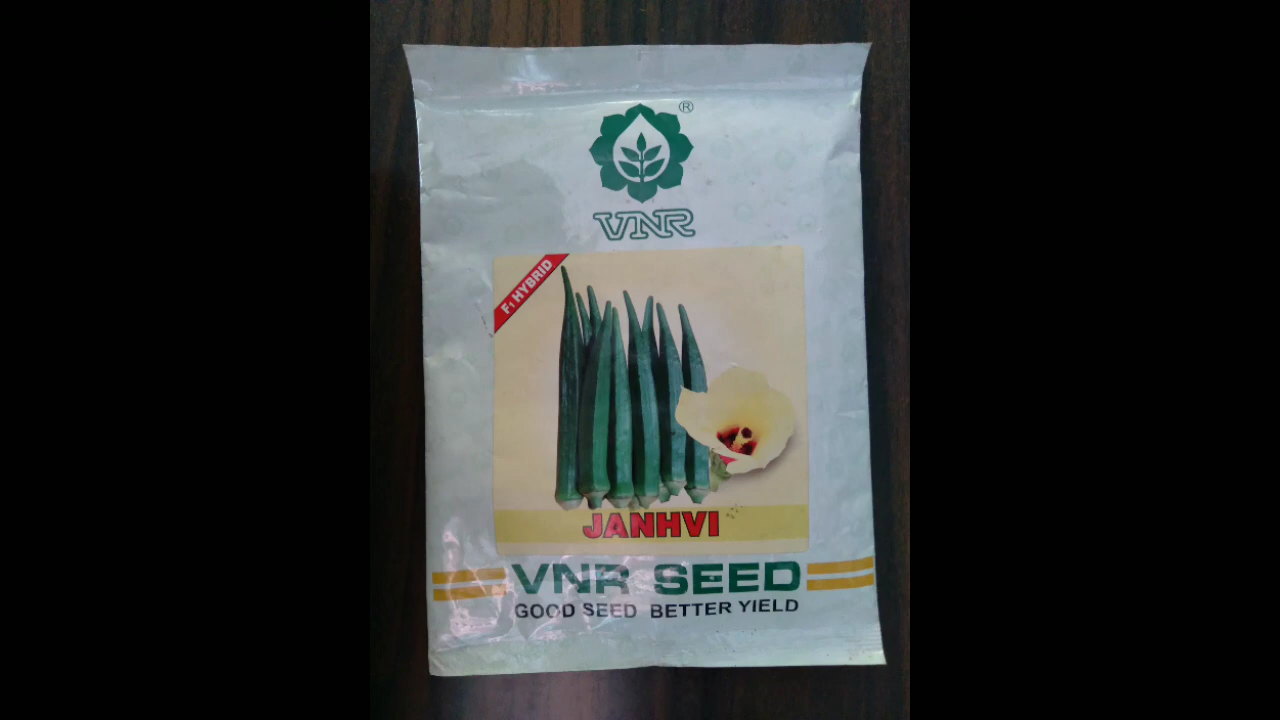 ®
VNR
F1 HYBRID
JANHVI
VNR SEED
GOOD SEED BETTER YIELD